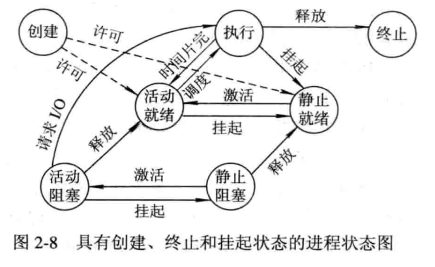 创建
许可
许可
执行
释放
终止
时间片完
调度
挂起
请求 I/O
活动
就绪
激活
挂起
静止
就绪
释放
释放
活动
阻塞
激活
挂起
静止
阻塞
图 2-8 具有创建、终止和挂起状态的进程状态图